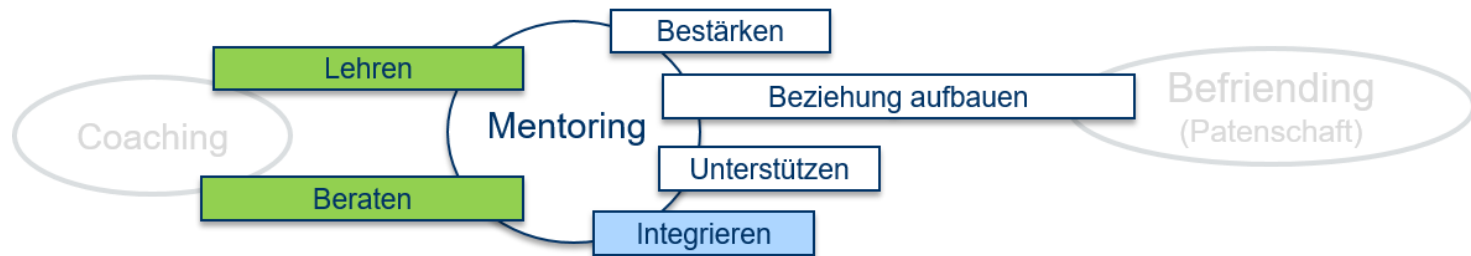 Bestärken
Lehren
Beziehung aufbauen
Befriending
(Patenschaft)
Coaching
Mentoring
Unterstützen
Beraten
Integrieren